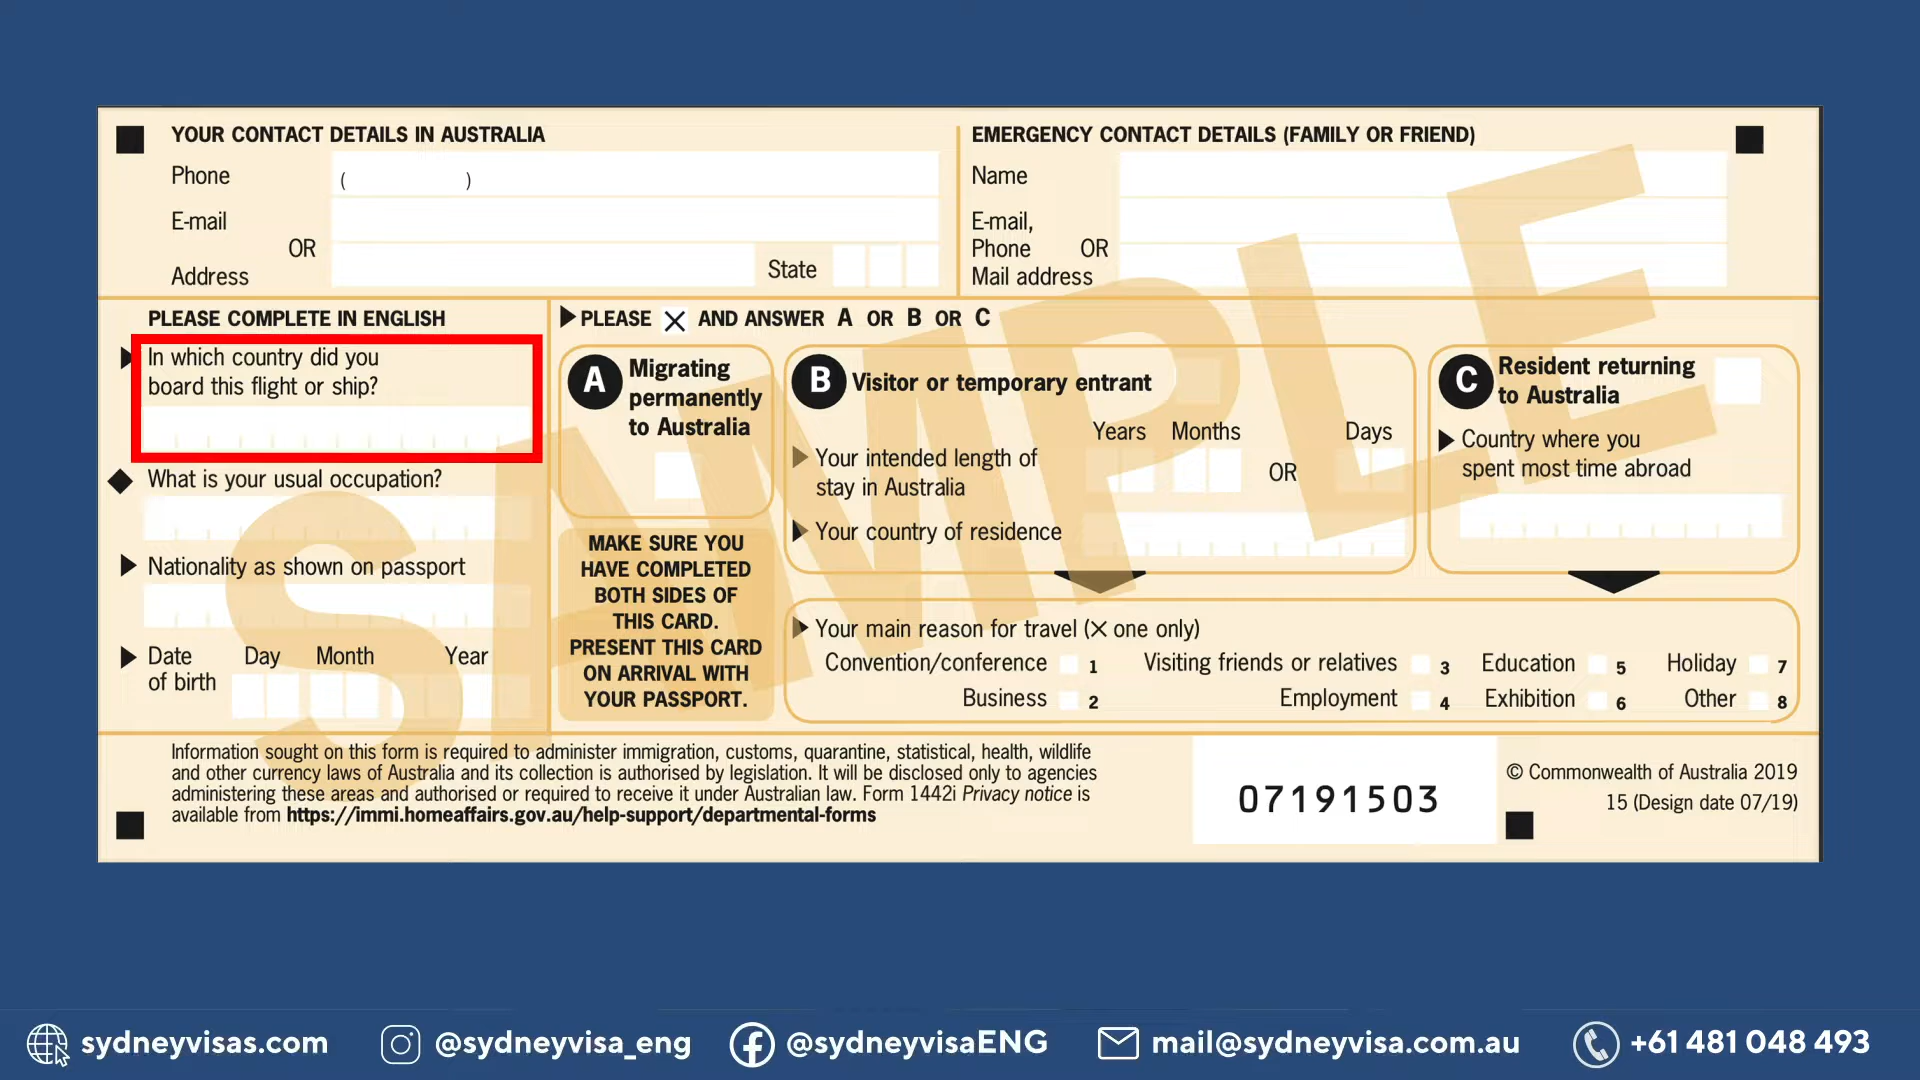 YOUR CONTACT DETAILS IN AUSTRALIA
Phone ( )
E-mail
OR
Address
State
EMERGENCY CONTACT DETAILS (FAMILY OR FRIEND)
Name
E-mail,
Phone OR
Mail address
PLEASE COMPLETE IN ENGLISH
In which country did you
board this flight or ship?
What is your usual occupation?
Nationality as shown on passport
Date Day Month Year
of birth
PLEASE X AND ANSWER A OR B OR C
A Migrating
permanently
to Australia
MAKE SURE YOU
HAVE COMPLETED
BOTH SIDES OF
THIS CARD.
PRESENT THIS CARD
ON ARRIVAL WITH
YOUR PASSPORT.
B Visitor or temporary entrant
Years Months Days
Your intended length of
stay in Australia
OR
Your country of residence
C Resident returning
to Australia
Country where you
spent most time abroad
Your main reason for travel (X one only)
Convention/conference 1 Visiting friends or relatives 3 Education 5 Holiday 7
Business 2 Employment 4 Exhibition 6 Other 8
SAMPLE
Information sought on this form is required to administer immigration, customs, quarantine, statistical, health, wildlife
and other currency laws of Australia and its collection is authorised by legislation. It will be disclosed only to agencies
administering these areas and authorised or required to receive it under Australian law. Form 1442i Privacy notice is
available from https://immi.homeaffairs.gov.au/help-support/departmental-forms
07191503
© Commonwealth of Australia 2019
15 (Design date 07/19)
sydneyvisas.com @sydneyvisa_eng @sydneyvisaENG mail@sydneyvisa.com.au +61 481 048 493